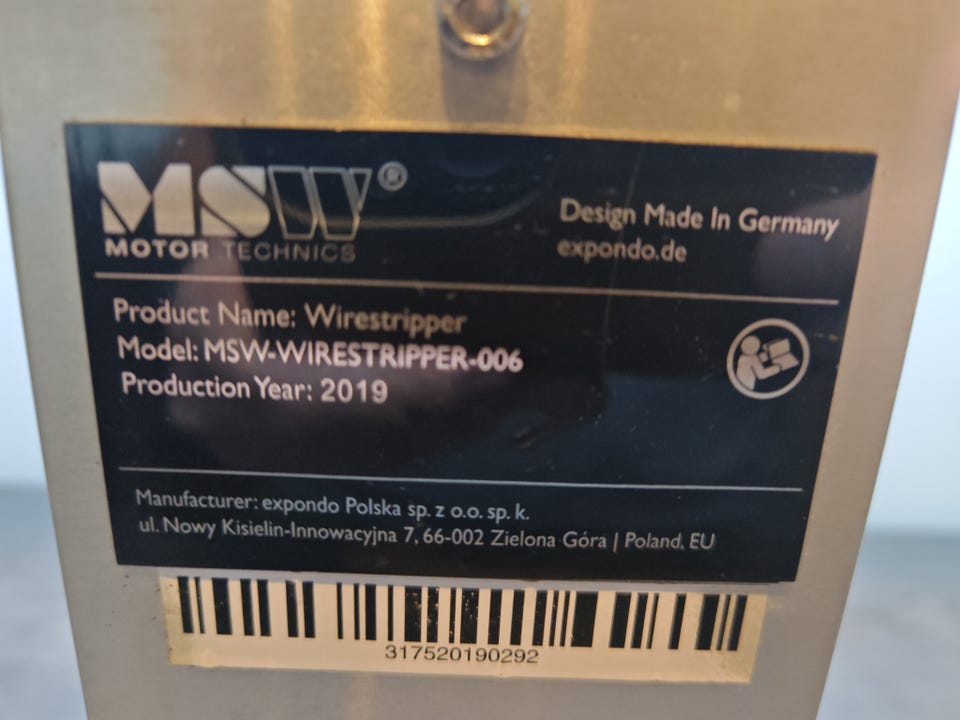 MSW®
MOTOR TECHNICS
Design Made In Germany
expondo.de
Product Name: Wirestripper
Model: MSW-WIRESTRIPPER-006
Production Year: 2019
Manufacturer: expondo Polska sp. z o.o. sp. k.
ul. Nowy Kisielin-Innowacyjna 7, 66-002 Zielona Góra | Poland, EU
317520190292